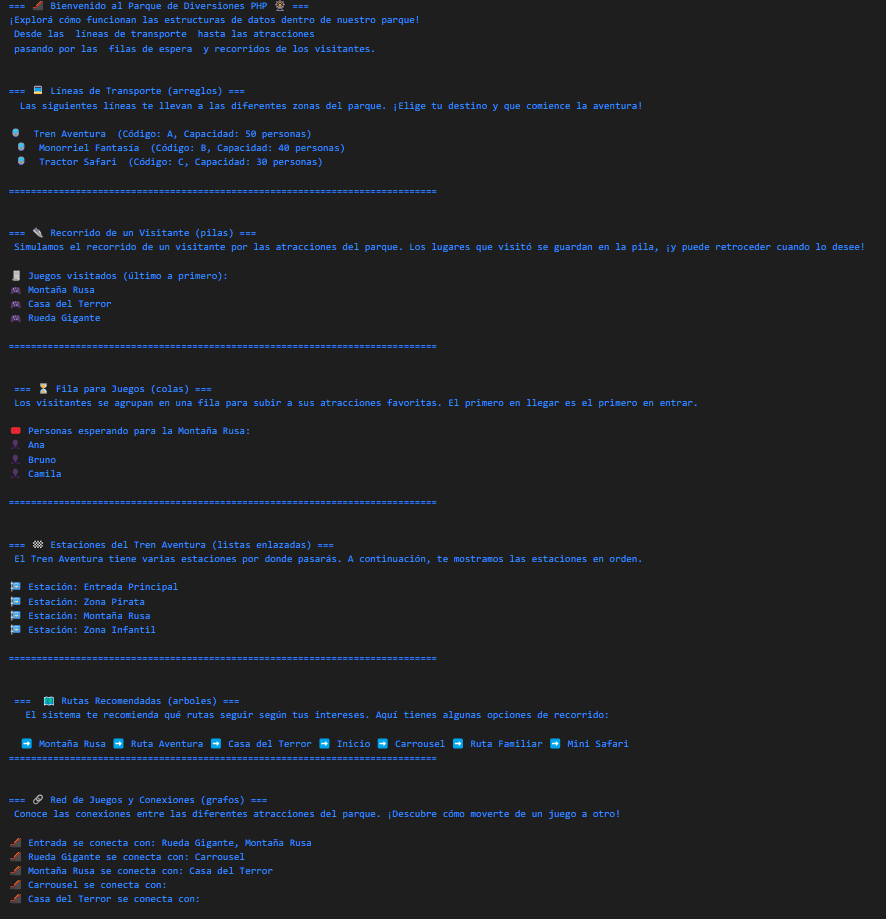 === 🎢 Bienvenido al Parque de Diversiones PHP 🎡 ===
¡Explorá cómo funcionan las estructuras de datos dentro de nuestro parque!
Desde las  líneas de transporte  hasta las atracciones
pasando por las  filas de espera  y recorridos de los visitantes.
=== 🚆 Líneas de Transporte (arreglos) ===
Las siguientes líneas te llevan a las diferentes zonas del parque. ¡Elige tu destino y que comience la aventura!
Tren Aventura  (Código: A, Capacidad: 50 personas)
Monorriel Fantasía  (Código: B, Capacidad: 40 personas)
Tractor Safari  (Código: C, Capacidad: 30 personas)
=============================================================================
=== Recorrido de un Visitante (pilas) ===
Simulamos el recorrido de un visitante por las atracciones del parque. Los lugares que visitó se guardan en la pila, ¡y puede retroceder cuando lo desee!
Juegos visitados (último a primero):
🎮 Montaña Rusa
🎮 Casa del Terror
🎮 Rueda Gigante
=============================================================================
=== ⏳ Fila para Juegos (colas) ===
Los visitantes se agrupan en una fila para subir a sus atracciones favoritas. El primero en llegar es el primero en entrar.
Personas esperando para la Montaña Rusa:
👤 Ana
👤 Bruno
👤 Camila
=============================================================================
=== 🏁 Estaciones del Tren Aventura (listas enlazadas) ===
El Tren Aventura tiene varias estaciones por donde pasarás. A continuación, te mostramos las estaciones en orden.
🚏 Estación: Entrada Principal
🚏 Estación: Zona Pirata
🚏 Estación: Montaña Rusa
🚏 Estación: Zona Infantil
=============================================================================
===  Rutas Recomendadas (arboles) ===
El sistema te recomienda qué rutas seguir según tus intereses. Aquí tienes algunas opciones de recorrido:
➡️ Montaña Rusa ➡️ Ruta Aventura ➡️ Casa del Terror ➡️ Inicio ➡️ Carrousel ➡️ Ruta Familiar ➡️ Mini Safari
=============================================================================
=== 🔗 Red de Juegos y Conexiones (grafos) ===
Conoce las conexiones entre las diferentes atracciones del parque. ¡Descubre cómo moverte de un juego a otro!
🎢 Entrada se conecta con: Rueda Gigante, Montaña Rusa
🎢 Rueda Gigante se conecta con: Carrousel
🎢 Montaña Rusa se conecta con: Casa del Terror
🎢 Carrousel se conecta con:
🎢 Casa del Terror se conecta con: